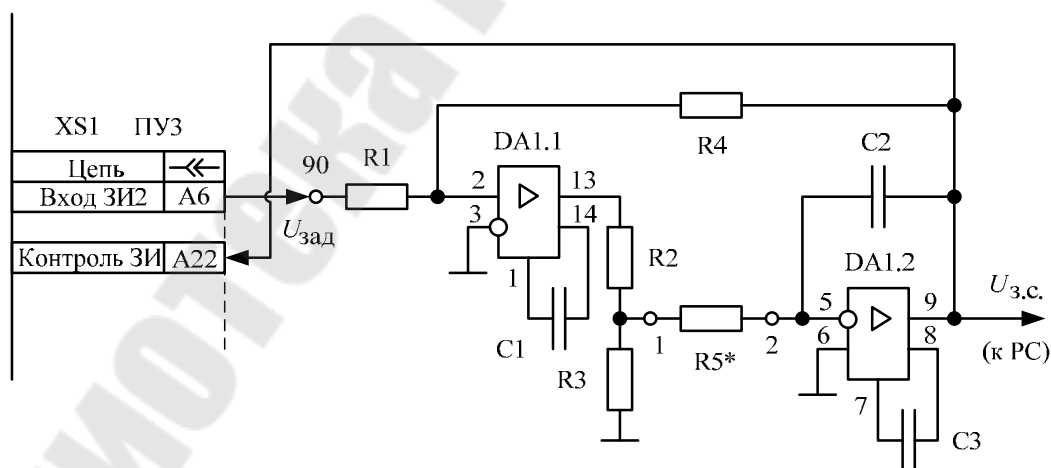 XS1 ПУЗ
Цепь
Вход ЗИ2 А6
Контроль ЗИ А22
90
Uзад
R1
R4
DA1.1
2
3
13
14
1
C1
R2
R3
1
R5*
2
C2
DA1.2
5
6
9
8
7
C3
Uз.с.
(к РС)
отека